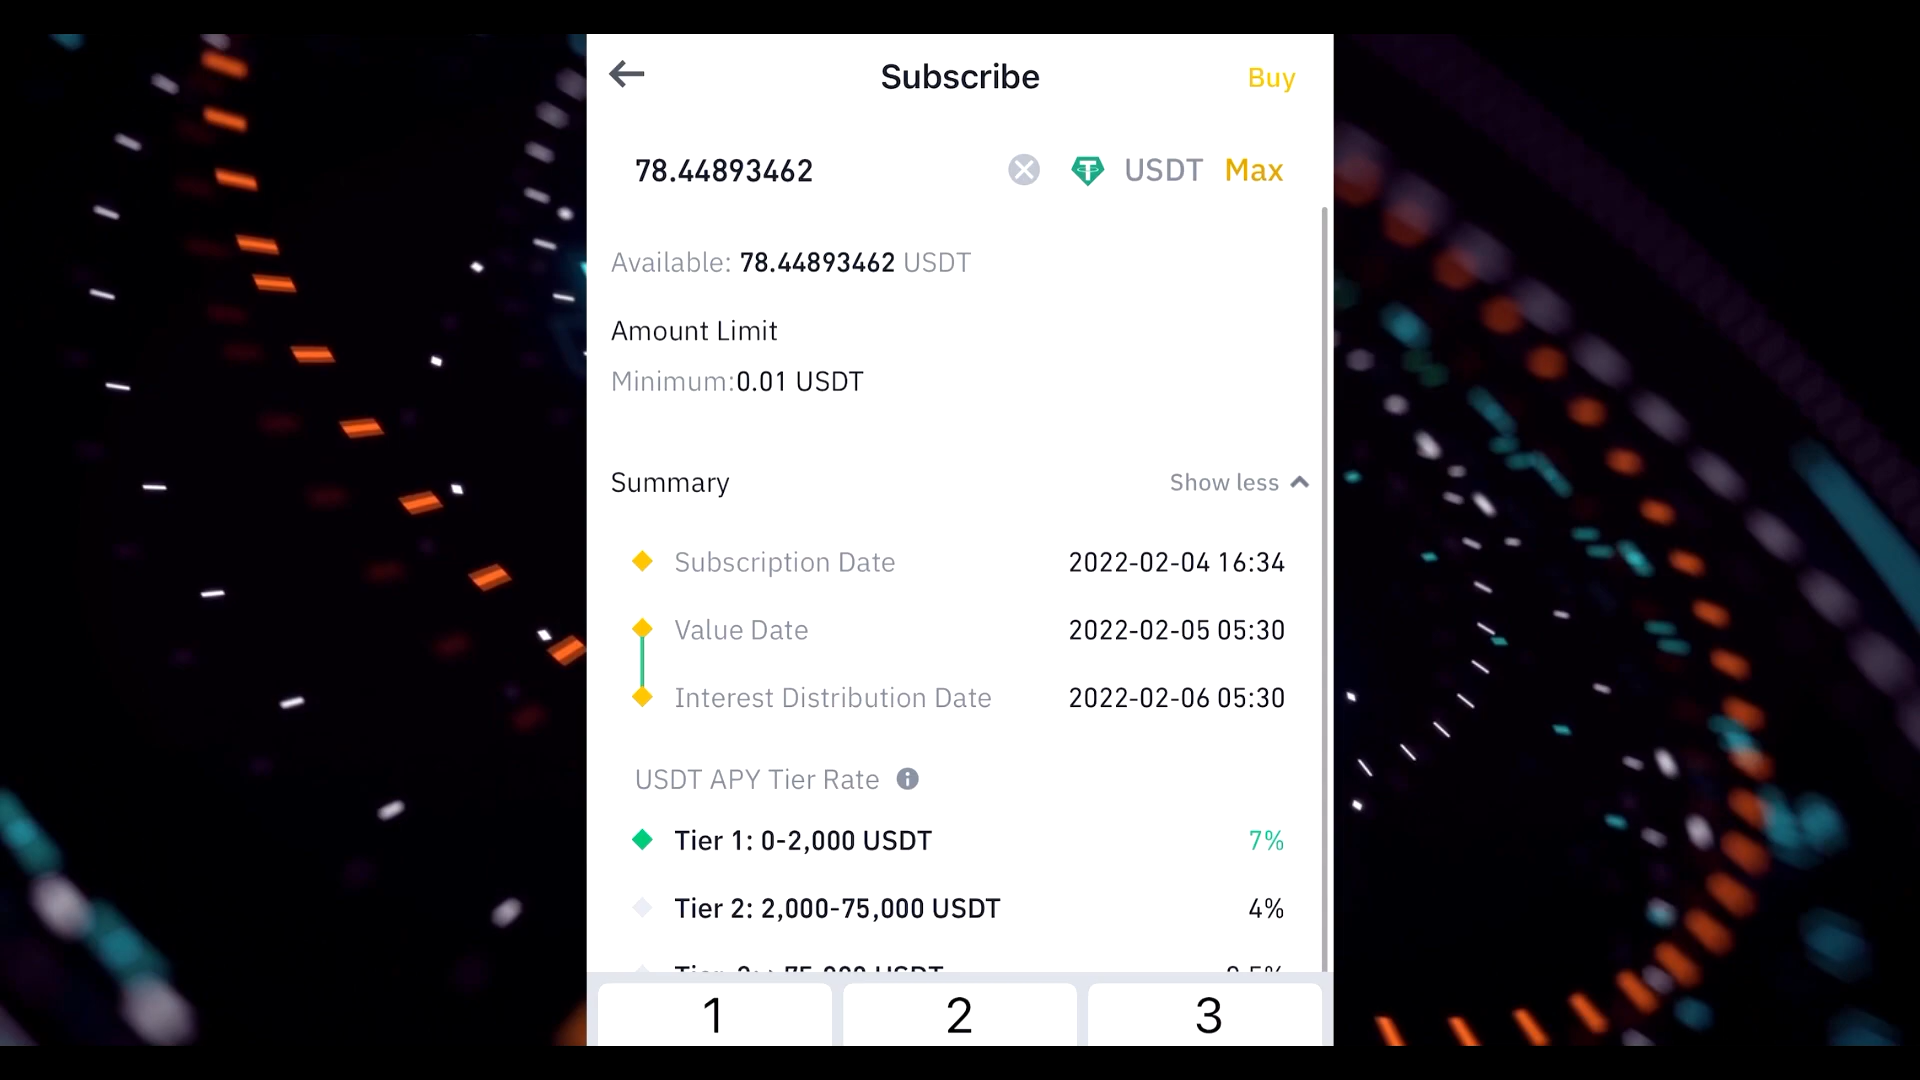 Subscribe
Buy
78.44893462 USDT Max
Available: 78.44893462 USDT
Amount Limit
Minimum:0.01 USDT
Summary Show less
Subscription Date 2022-02-04 16:34
Value Date 2022-02-05 05:30
Interest Distribution Date 2022-02-06 05:30
USDT APY Tier Rate
Tier 1: 0-2,000 USDT 7%
Tier 2: 2,000-75,000 USDT 4%
75,000 USDT
1 2 3